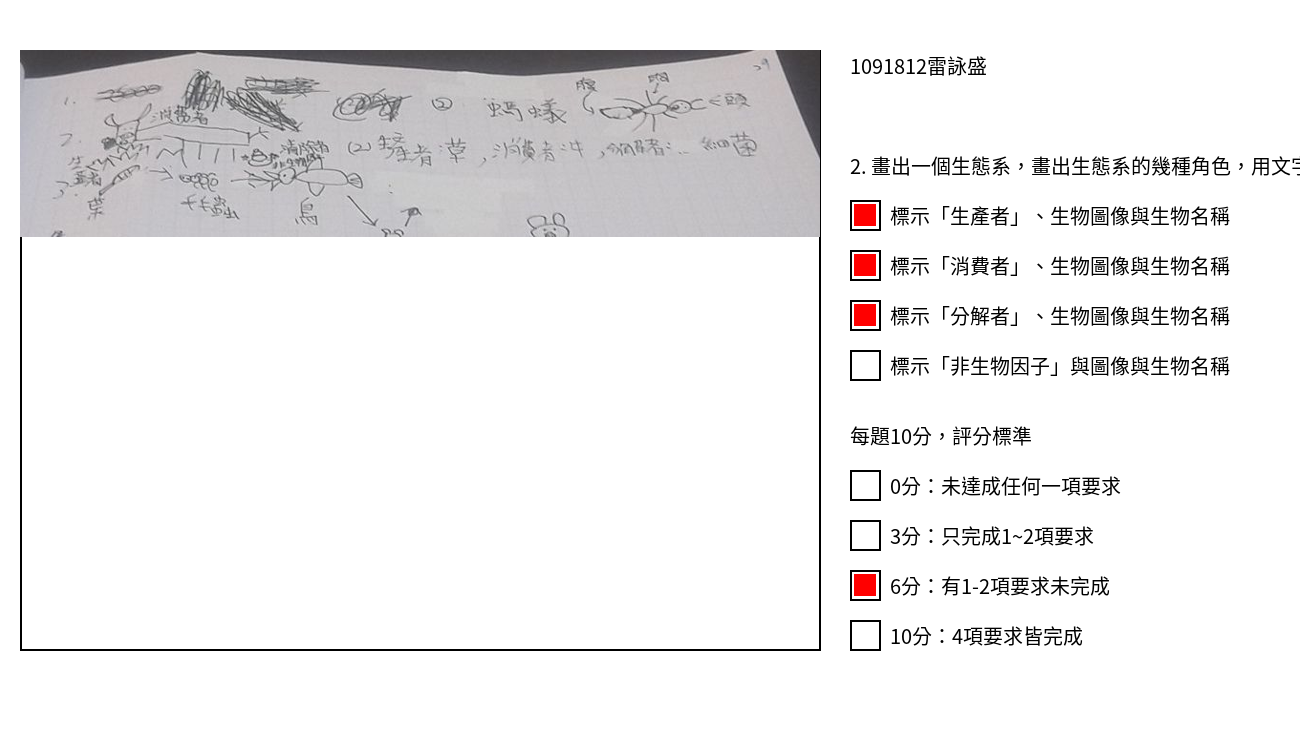 29
1. ② 螞蟻 腹 胸 頭
2. 消費者 (2) 生產者:草,消費者:牛, 細菌
生產者
3. 葉 毛毛蟲 鳥
1091812雷詠盛
2. 畫出一個生態系,畫出生態系的幾種角色,用文字
標示「生產者」、生物圖像與生物名稱
標示「消費者」、生物圖像與生物名稱
標示「分解者」、生物圖像與生物名稱
標示「非生物因子」與圖像與生物名稱
每題10分,評分標準
0分:未達成任何一項要求
3分:只完成1~2項要求
6分:有1-2項要求未完成
10分:4項要求皆完成